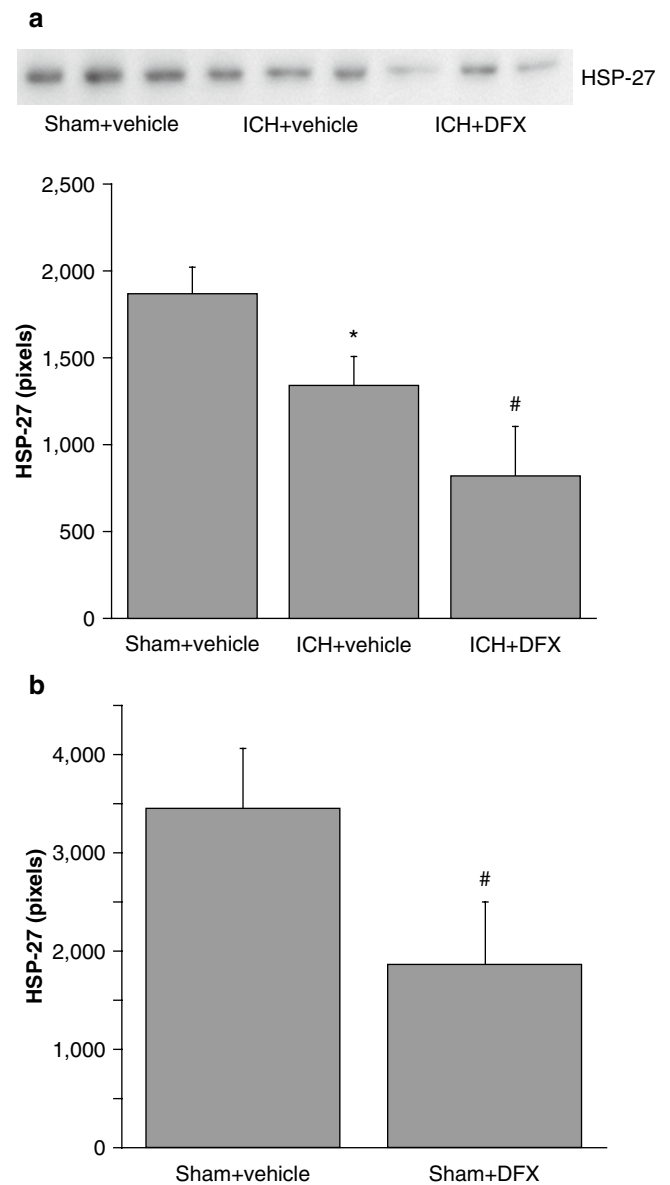 a
HSP-27
Sham+vehicle ICH+vehicle ICH+DFX
2,500
2,000
1,500
1,000
500
0
HSP-27 (pixels)
*
#
Sham+vehicle ICH+vehicle ICH+DFX
b
4,000
3,000
2,000
1,000
0
HSP-27 (pixels)
#
Sham+vehicle Sham+DFX